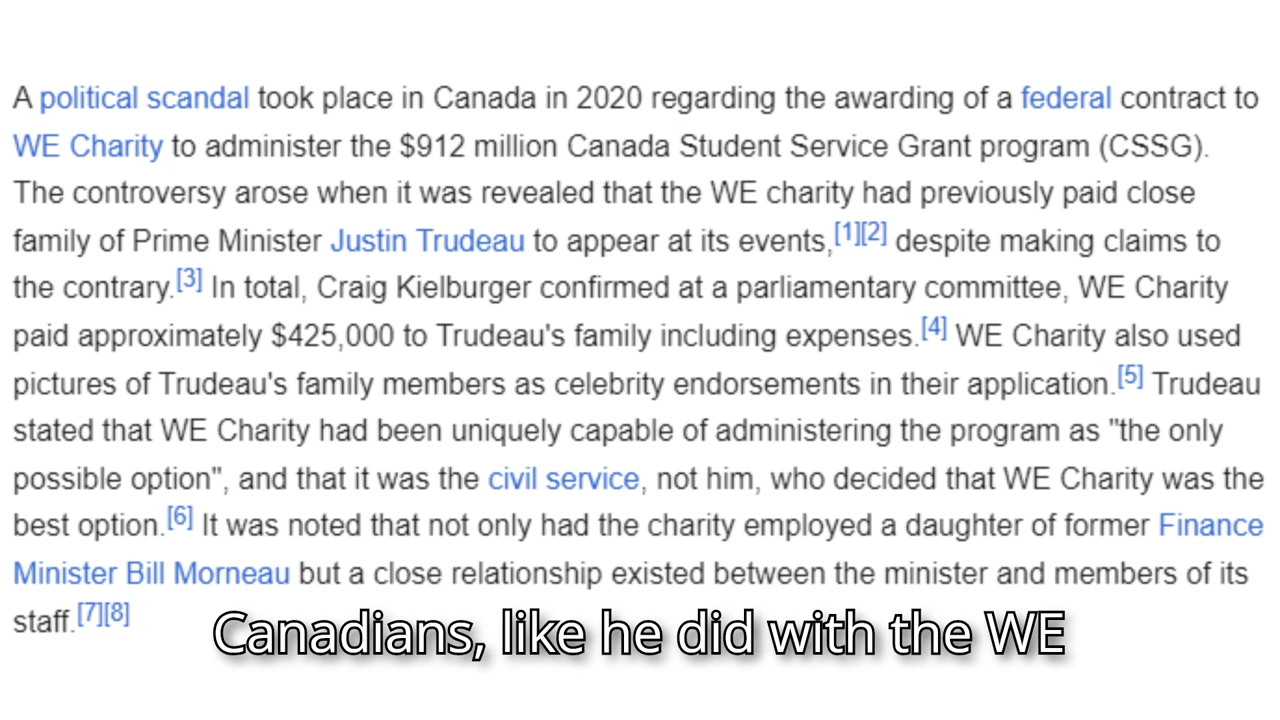 A political scandal took place in Canada in 2020 regarding the awarding of a federal contract to
WE Charity to administer the $912 million Canada Student Service Grant program (CSSG).
The controversy arose when it was revealed that the WE charity had previously paid close
family of Prime Minister Justin Trudeau to appear at its events,[1][2] despite making claims to
the contrary.[3] In total, Craig Kielburger confirmed at a parliamentary committee, WE Charity
paid approximately $425,000 to Trudeau's family including expenses.[4] WE Charity also used
pictures of Trudeau's family members as celebrity endorsements in their application.[5] Trudeau
stated that WE Charity had been uniquely capable of administering the program as "the only
possible option", and that it was the civil service, not him, who decided that WE Charity was the
best option.[6] It was noted that not only had the charity employed a daughter of former Finance
Minister Bill Morneau but a close relationship existed between the minister and members of its
staff.[7][8]
Canadians, like he did with the WE